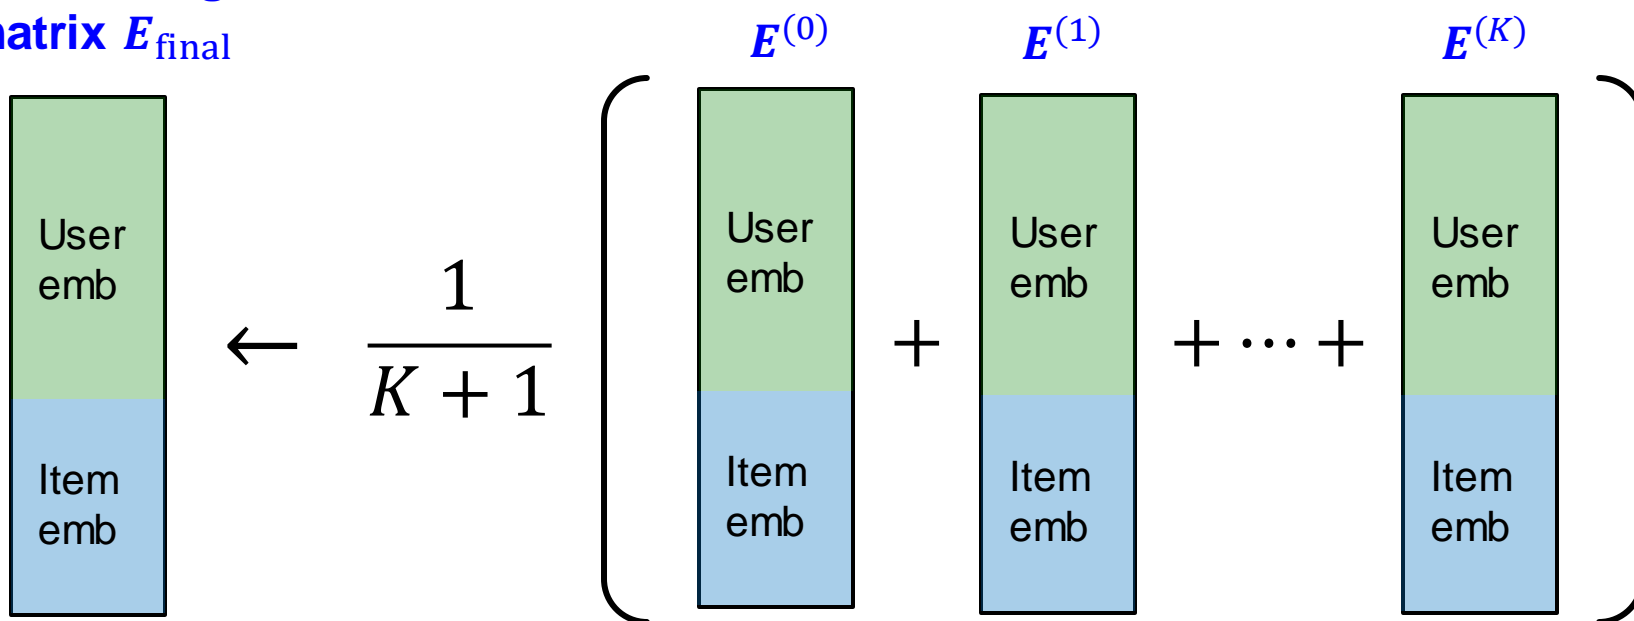 matrix E_final
E^(0) E^(1) E^(K)
User emb
Item emb
← 1/(K + 1)
User emb
Item emb
+
User emb
Item emb
+ ⋯ +
User emb
Item emb